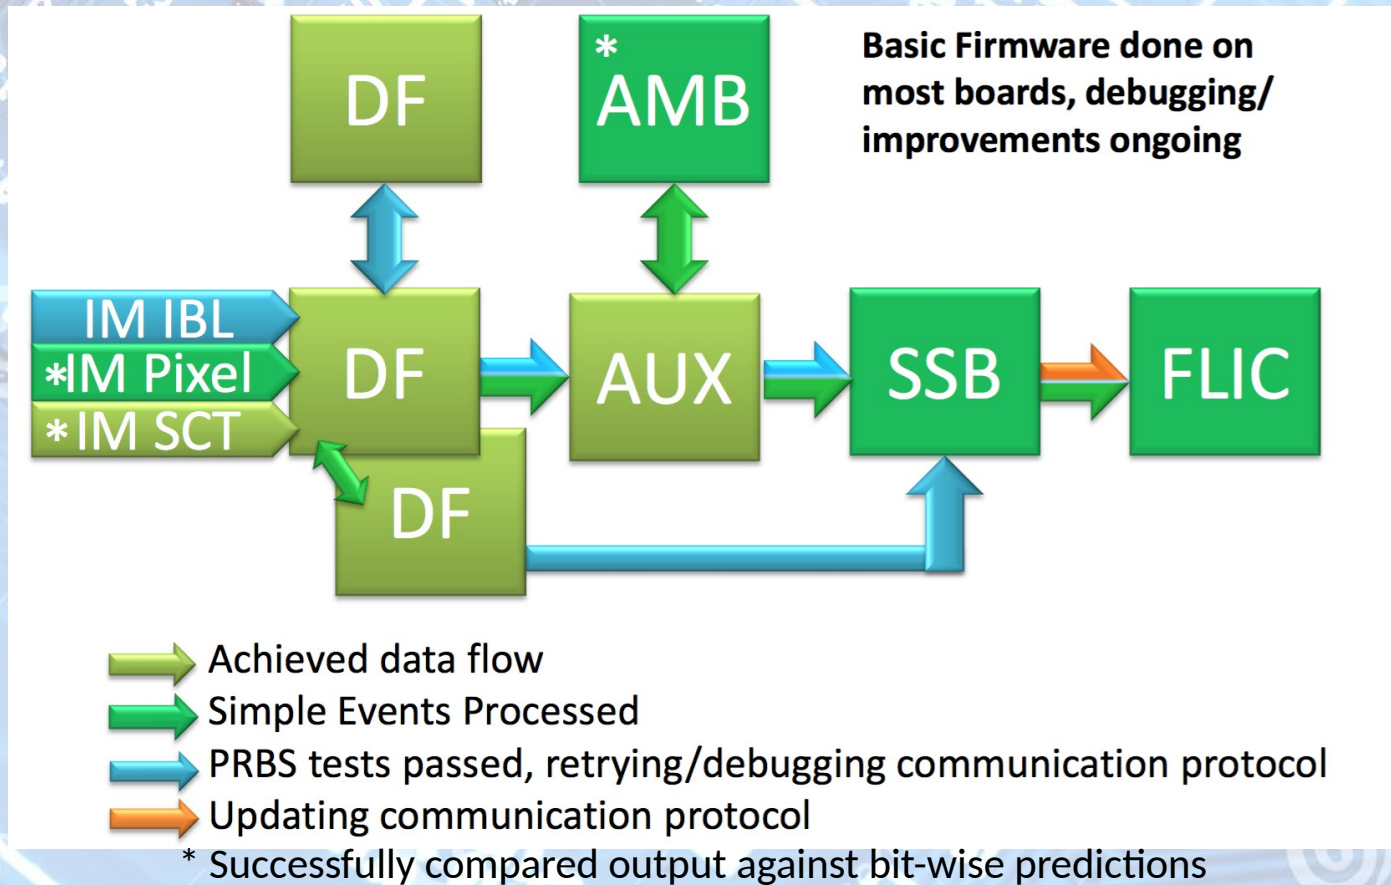 DF
*
AMB
Basic Firmware done on
most boards, debugging/
improvements ongoing
IM IBL
*IM Pixel
*IM SCT
DF
AUX
SSB
FLIC
DF
Achieved data flow
Simple Events Processed
PRBS tests passed, retrying/debugging communication protocol
Updating communication protocol
* Successfully compared output against bit-wise predictions